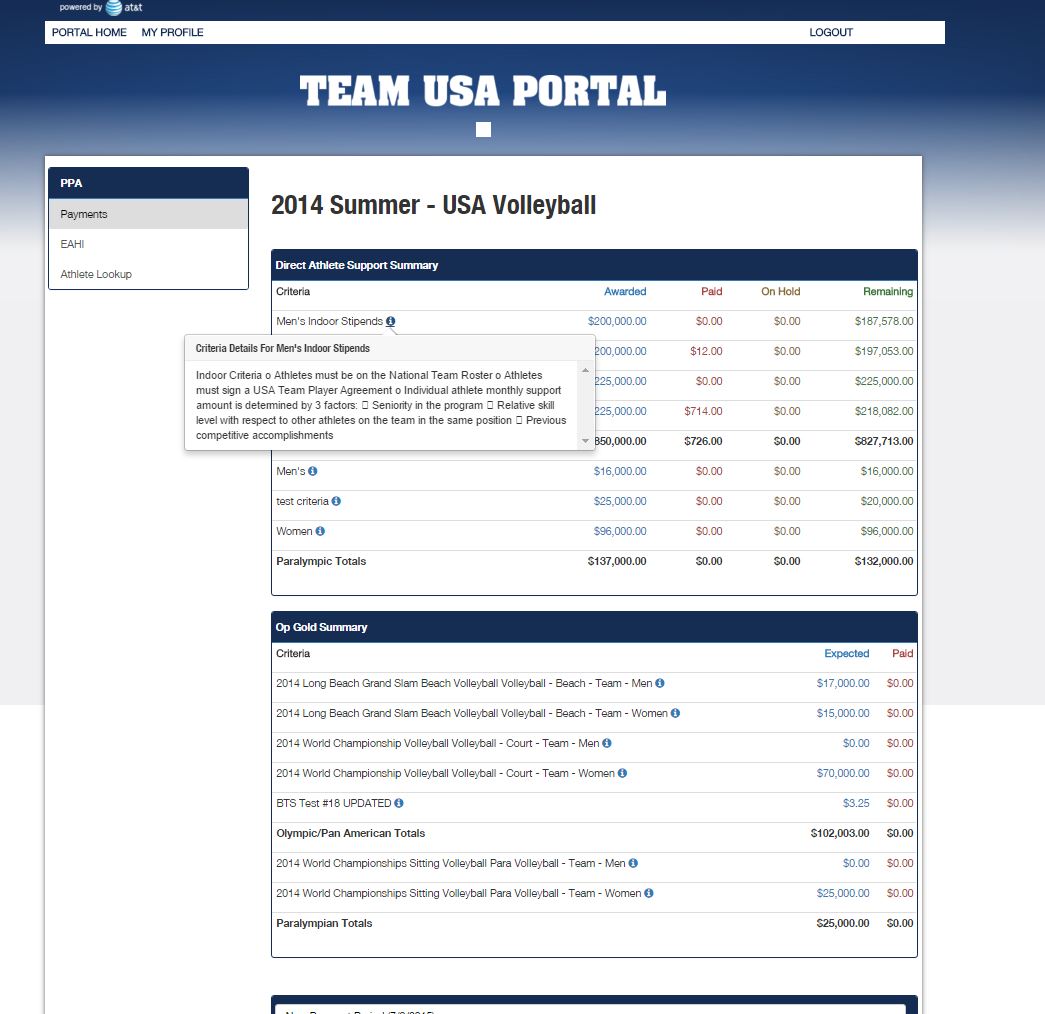 powered by at&t
PORTAL HOME MY PROFILE LOGOUT
TEAM USA PORTAL
PPA
Payments
EAHI
Athlete Lookup
2014 Summer - USA Volleyball
Direct Athlete Support Summary
Criteria Awarded Paid On Hold Remaining
Men's Indoor Stipends $200,000.00 $0.00 $0.00 $187,578.00
Criteria Details For Men's Indoor Stipends
Indoor Criteria o Athletes must be on the National Team Roster o Athletes
must sign a USA Team Player Agreement o Individual athlete monthly support
amount is determined by 3 factors: Seniority in the program Relative skill
level with respect to other athletes on the team in the same position Previous
competitive accomplishments
200,000.00 $12.00 $0.00 $197,053.00
225,000.00 $0.00 $0.00 $225,000.00
225,000.00 $714.00 $0.00 $218,082.00
850,000.00 $726.00 $0.00 $827,713.00
Men's $16,000.00 $0.00 $0.00 $16,000.00
test criteria $25,000.00 $0.00 $0.00 $20,000.00
Women $96,000.00 $0.00 $0.00 $96,000.00
Paralympic Totals $137,000.00 $0.00 $0.00 $132,000.00
Op Gold Summary
Criteria Expected Paid
2014 Long Beach Grand Slam Beach Volleyball Volleyball - Beach - Team - Men $17,000.00 $0.00
2014 Long Beach Grand Slam Beach Volleyball Volleyball - Beach - Team - Women $15,000.00 $0.00
2014 World Championship Volleyball Volleyball - Court - Team - Men $0.00 $0.00
2014 World Championship Volleyball Volleyball - Court - Team - Women $70,000.00 $0.00
BTS Test #18 UPDATED $3.25 $0.00
Olympic/Pan American Totals $102,003.00 $0.00
2014 World Championships Sitting Volleyball Para Volleyball - Team - Men $0.00 $0.00
2014 World Championships Sitting Volleyball Para Volleyball - Team - Women $25,000.00 $0.00
Paralympian Totals $25,000.00 $0.00